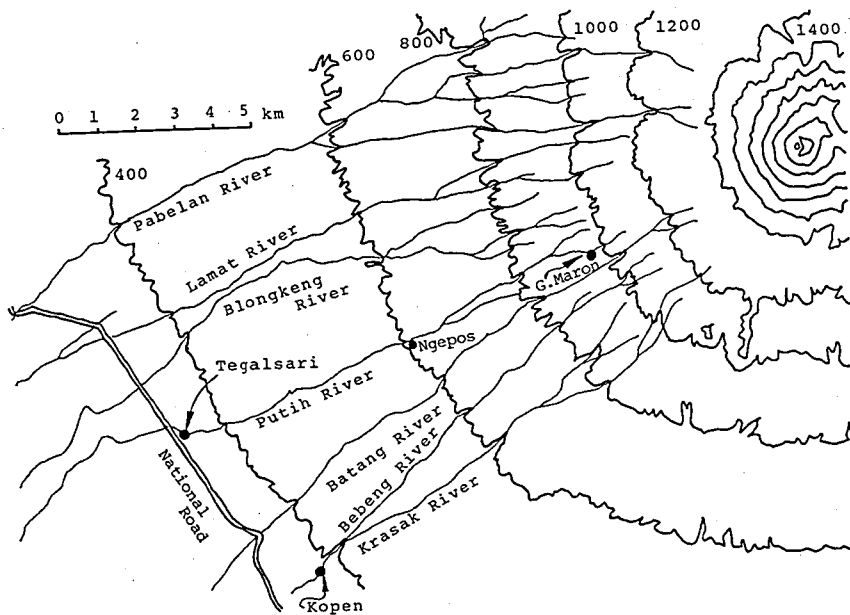 800
1000
1200
1400
600
0 1 2 3 4 5 km
400
Pabelan River
Lamat River
Blongkeng
River
G.Maron
Ngepos
Tegalsari
Putih River
Batang River
Bebeng River
Krasak River
National
Road
Kopen